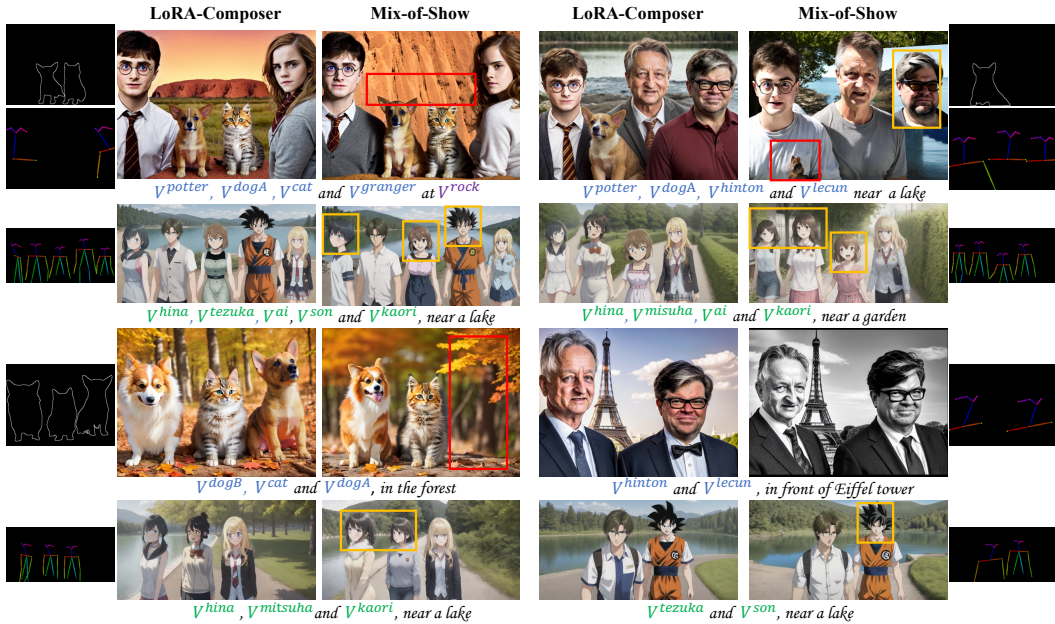 LoRA-Composer Mix-of-Show LoRA-Composer Mix-of-Show
V^potter, V^dogA, V^cat and V^granger at V^rock
V^potter, V^dogA, V^hinton and V^lecun near a lake
V^hina, V^tezuka, V^ai, V^son and V^kaori, near a lake
V^hina, V^misuha, V^ai and V^kaori, near a garden
V^dogB, V^cat and V^dogA, in the forest
V^hinton and V^lecun, in front of Eiffel tower
V^hina, V^mitsuha and V^kaori, near a lake
V^tezuka and V^son, near a lake